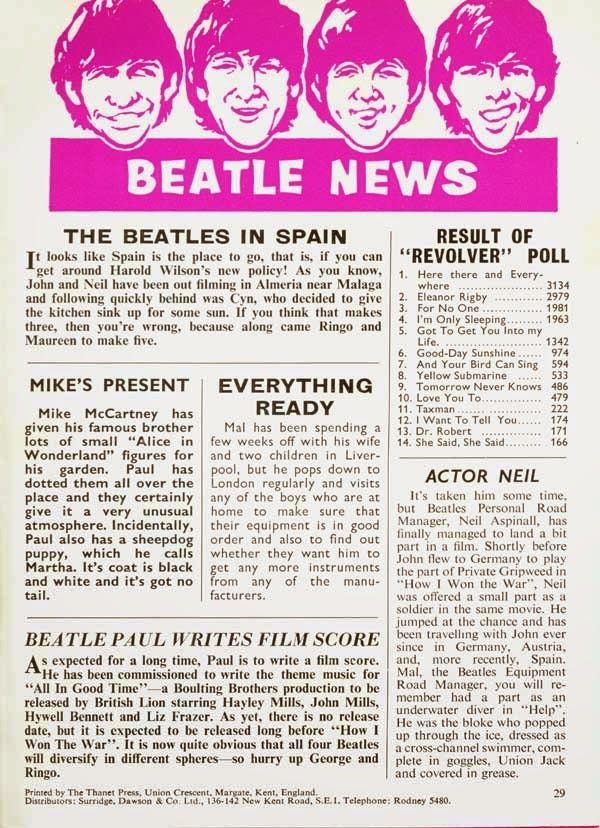 BEATLE NEWS
THE BEATLES IN SPAIN
It looks like Spain is the place to go, that is, if you can
get around Harold Wilson's new policy! As you know,
John and Neil have been out filming in Almeria near Malaga
and following quickly behind was Cyn, who decided to give
the kitchen sink up for some sun. If you think that makes
three, then you're wrong, because along came Ringo and
Maureen to make five.
MIKE'S PRESENT
Mike McCartney has
given his famous brother
lots of small "Alice in
Wonderland" figures for
his garden. Paul has
dotted them all over the
place and they certainly
give it a very unusual
atmosphere. Incidentally,
Paul also has a sheepdog
puppy, which he calls
Martha. It's coat is black
and white and it's got no
tail.
EVERYTHING
READY
Mal has been spending a
few weeks off with his wife
and two children in Liver-
pool, but he pops down to
London regularly and visits
any of the boys who are at
home to make sure that
their equipment is in good
order and also to find out
whether they want him to
get any more instruments
from any of the manu-
facturers.
BEATLE PAUL WRITES FILM SCORE
As expected for a long time, Paul is to write a film score.
He has been commissioned to write the theme music for
"All In Good Time"—a Boulting Brothers production to be
released by British Lion starring Hayley Mills, John Mills,
Hywell Bennett and Liz Frazer. As yet, there is no release
date, but it is expected to be released long before "How I
Won The War". It is now quite obvious that all four Beatles
will diversify in different spheres—so hurry up George and
Ringo.
RESULT OF
"REVOLVER" POLL
1. Here there and Every-
where ..................... 3134
2. Eleanor Rigby ............. 2979
3. For No One ................ 1981
4. I'm Only Sleeping ......... 1963
5. Got To Get You Into my
Life. ..................... 1342
6. Good-Day Sunshine ...... 974
7. And Your Bird Can Sing 594
8. Yellow Submarine ....... 533
9. Tomorrow Never Knows 486
10. Love You To............... 479
11. Taxman ................... 222
12. I Want To Tell You...... 174
13. Dr. Robert ............... 171
14. She Said, She Said......... 166
ACTOR NEIL
It's taken him some time,
but Beatles Personal Road
Manager, Neil Aspinall, has
finally managed to land a bit
part in a film. Shortly before
John flew to Germany to play
the part of Private Gripweed in
"How I Won the War", Neil
was offered a small part as a
soldier in the same movie. He
jumped at the chance and has
been travelling with John ever
since in Germany, Austria,
and, more recently, Spain.
Mal, the Beatles Equipment
Road Manager, you will re-
member had a part as an
underwater diver in "Help".
He was the bloke who popped
up through the ice, dressed as
a cross-channel swimmer, com-
plete in goggles, Union Jack
and covered in grease.
Printed by The Thanet Press, Union Crescent, Margate, Kent, England.
Distributors: Surridge, Dawson & Co. Ltd., 136-142 New Kent Road, S.E.1. Telephone: Rodney 5480.
29